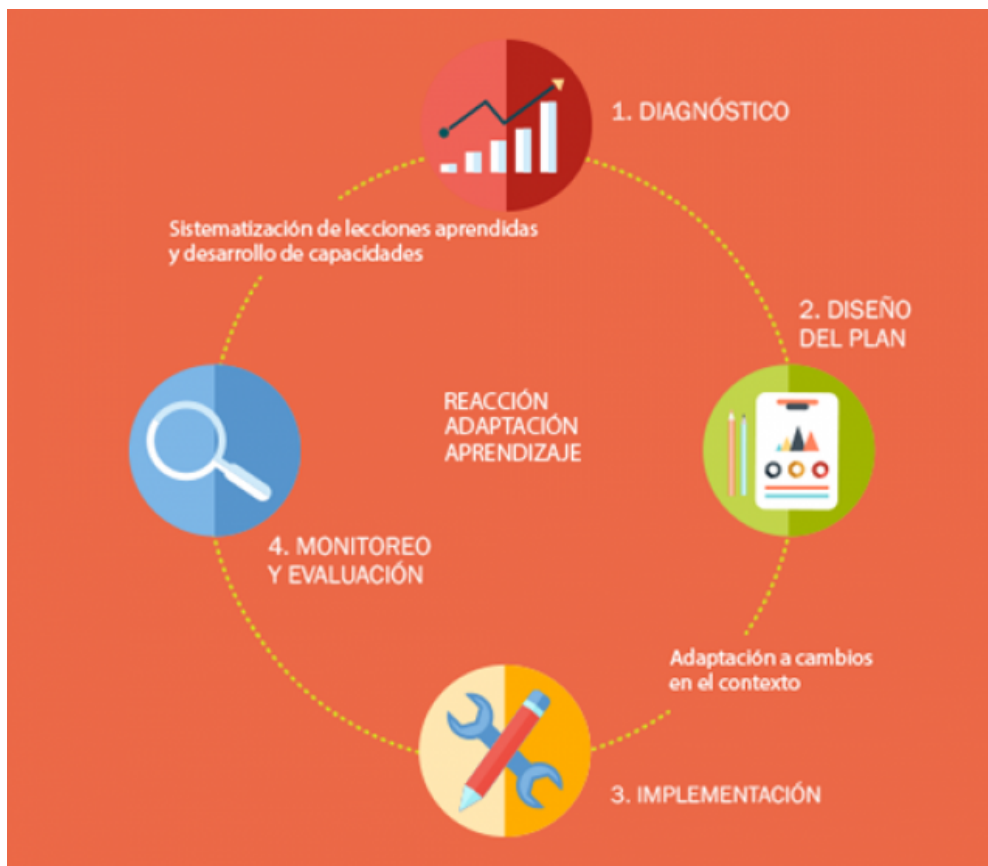 1. DIAGNÓSTICO
Sistematización de lecciones aprendidas
y desarrollo de capacidades
2. DISEÑO
DEL PLAN
REACCIÓN
ADAPTACIÓN
APRENDIZAJE
4. MONITOREO
Y EVALUACIÓN
Adaptación a cambios
en el contexto
3. IMPLEMENTACIÓN